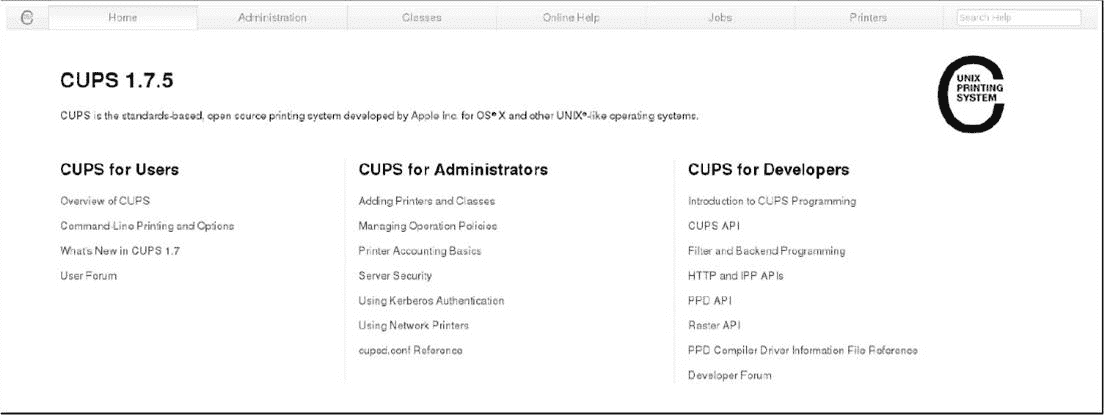 Home
Administration
Classes
Online Help
Jobs
Printers
Search Help
CUPS 1.7.5
UNIX
PRINTING
SYSTEM
CUPS is the standards-based, open source printing system developed by Apple Inc. for OS® X and other UNIX®-like operating systems.
CUPS for Users
Overview of CUPS
Command-Line Printing and Options
What's New in CUPS 1.7
User Forum
CUPS for Administrators
Adding Printers and Classes
Managing Operation Policies
Printer Accounting Basics
Server Security
Using Kerberos Authentication
Using Network Printers
cupsd.conf Reference
CUPS for Developers
Introduction to CUPS Programming
CUPS API
Filter and Backend Programming
HTTP and IPP APIs
PPD API
Raster API
PPD Compiler Driver Information File Reference
Developer Forum